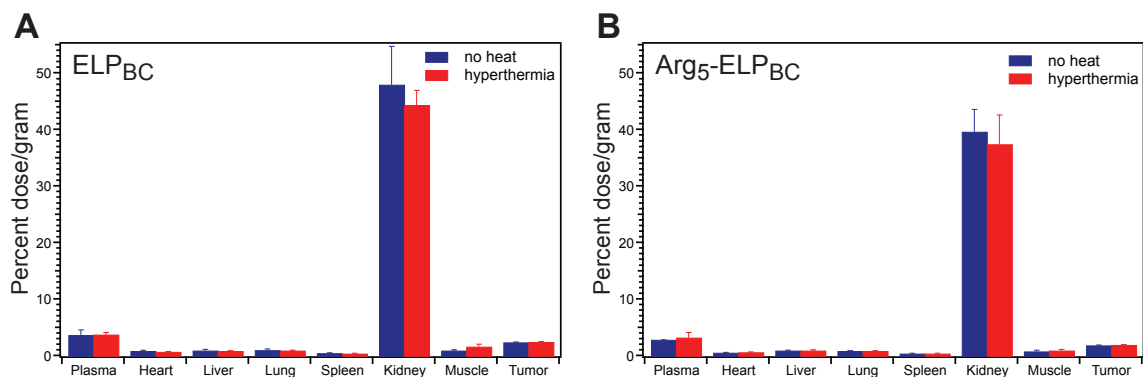 A
ELPBC
no heat
hyperthermia
Percent dose/gram
50
40
30
20
10
0
Plasma Heart Liver Lung Spleen Kidney Muscle Tumor
B
Arg5-ELPBC
no heat
hyperthermia
Percent dose/gram
50
40
30
20
10
0
Plasma Heart Liver Lung Spleen Kidney Muscle Tumor